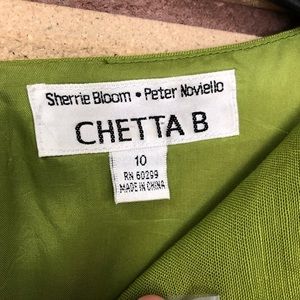 Sherrie Bloom • Peter Noviello
CHETTA B
10
RN 60299
MADE IN CHINA